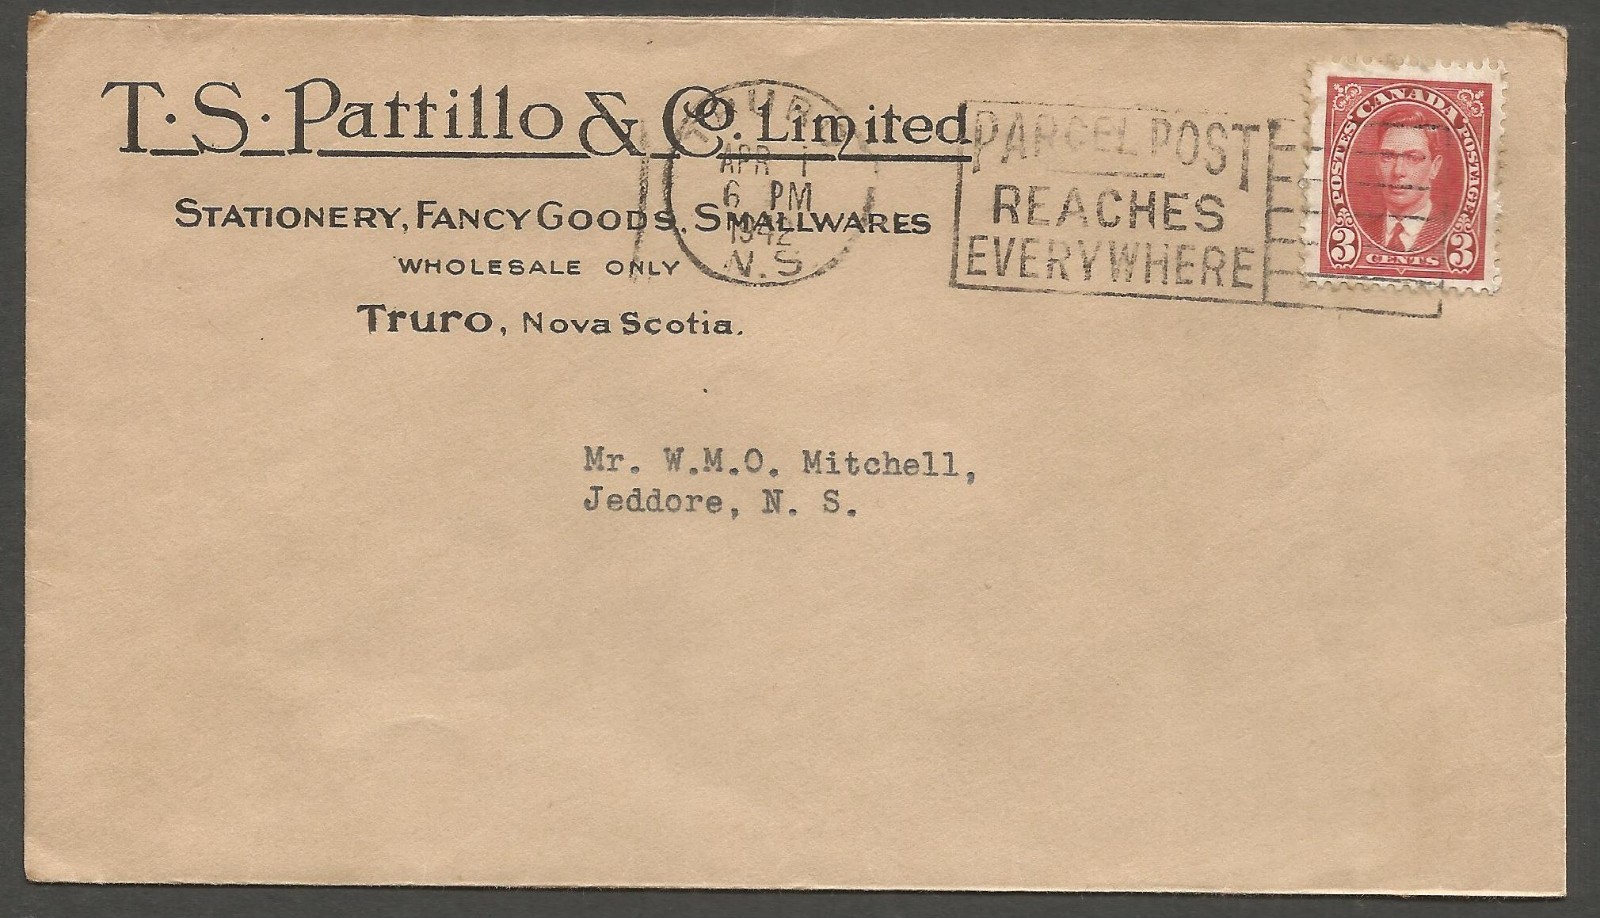 T. S. Pattillo & Co. Limited
STATIONERY, FANCY GOODS, SMALLWARES
WHOLESALE ONLY
Truro, Nova Scotia.
TRURO
APR 1
6 PM
1942
N.S.
PARCEL POST
REACHES
EVERYWHERE
CANADA
POSTES POSTAGE
3 CENTS 3
Mr. W.M.O. Mitchell,
Jeddore, N. S.